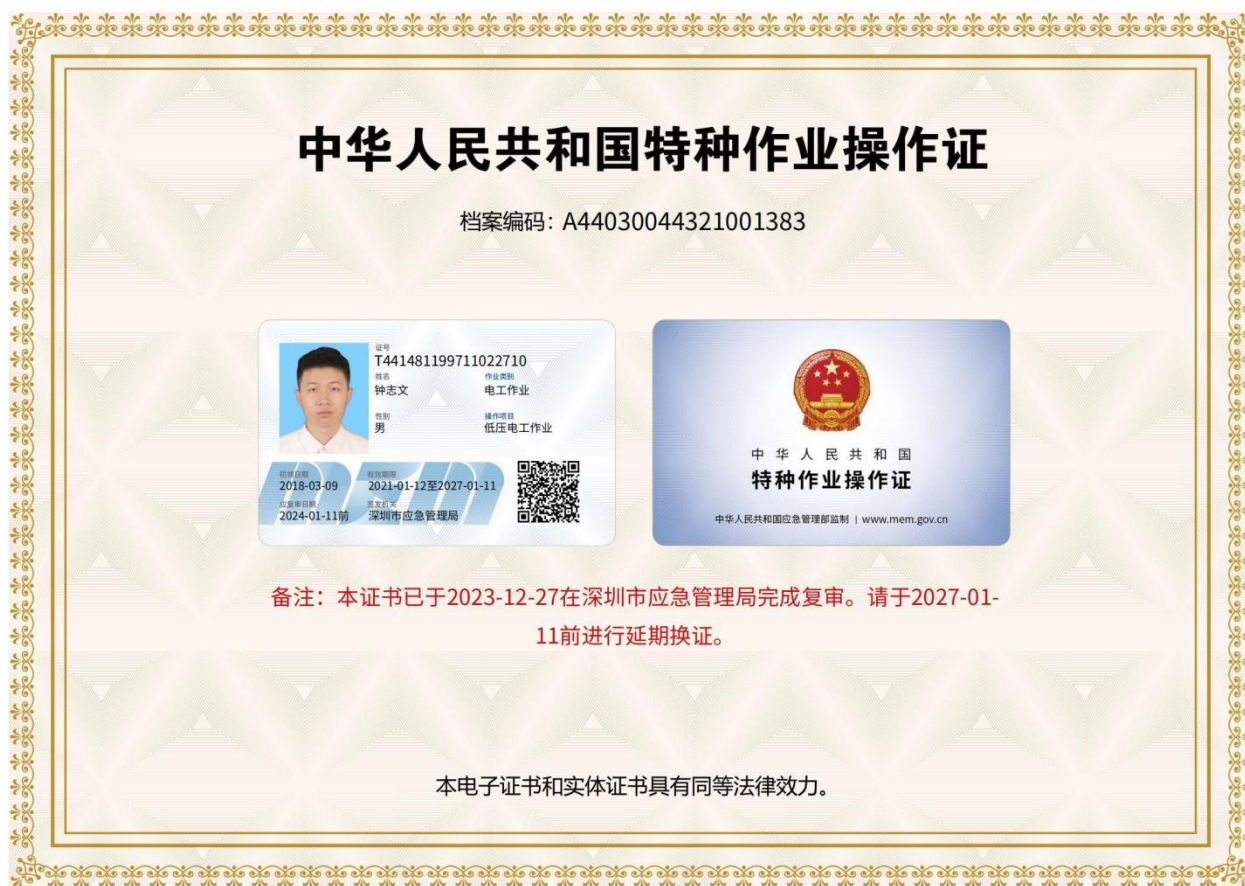 中华人民共和国特种作业操作证
档案编码：A44030044321001383
证号
T441481199711022710
姓名
作业类别
钟志文
电工作业
性别
操作项目
男
低压电工作业
初领日期
有效期限
2018-03-09
2021-01-12至2027-01-11
应复审日期
签发机关
2024-01-11前
深圳市应急管理局
中华人民共和国
特种作业操作证
中华人民共和国应急管理部监制 | www.mem.gov.cn
备注：本证书已于2023-12-27在深圳市应急管理局完成复审。请于2027-01-
11前进行延期换证。
本电子证书和实体证书具有同等法律效力。